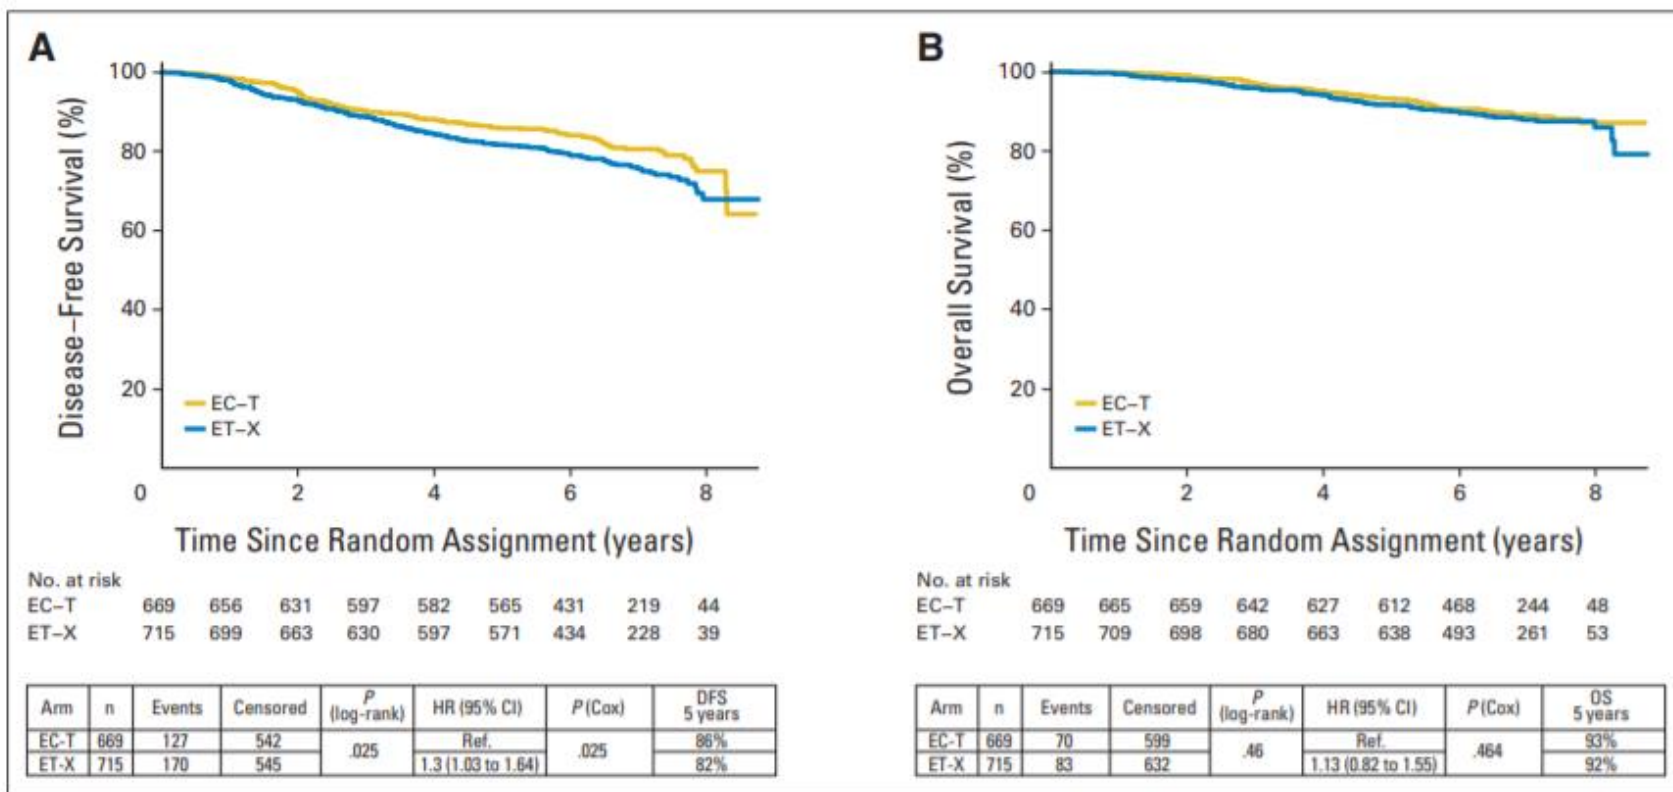 A
Disease–Free Survival (%)
100
80
60
40
20
EC–T
ET–X
0 2 4 6 8
Time Since Random Assignment (years)
No. at risk
EC–T 669 656 631 597 582 565 431 219 44
ET–X 715 699 663 630 597 571 434 228 39
Arm n Events Censored P (log-rank) HR (95% CI) P (Cox) DFS 5 years
EC-T 669 127 542 .025 Ref. .025 86%
ET-X 715 170 545 1.3 (1.03 to 1.64) 82%
B
Overall Survival (%)
100
80
60
40
20
EC–T
ET–X
0 2 4 6 8
Time Since Random Assignment (years)
No. at risk
EC–T 669 665 659 642 627 612 468 244 48
ET–X 715 709 698 680 663 638 493 261 53
Arm n Events Censored P (log-rank) HR (95% CI) P (Cox) OS 5 years
EC-T 669 70 599 .46 Ref. .464 93%
ET-X 715 83 632 1.13 (0.82 to 1.55) 92%